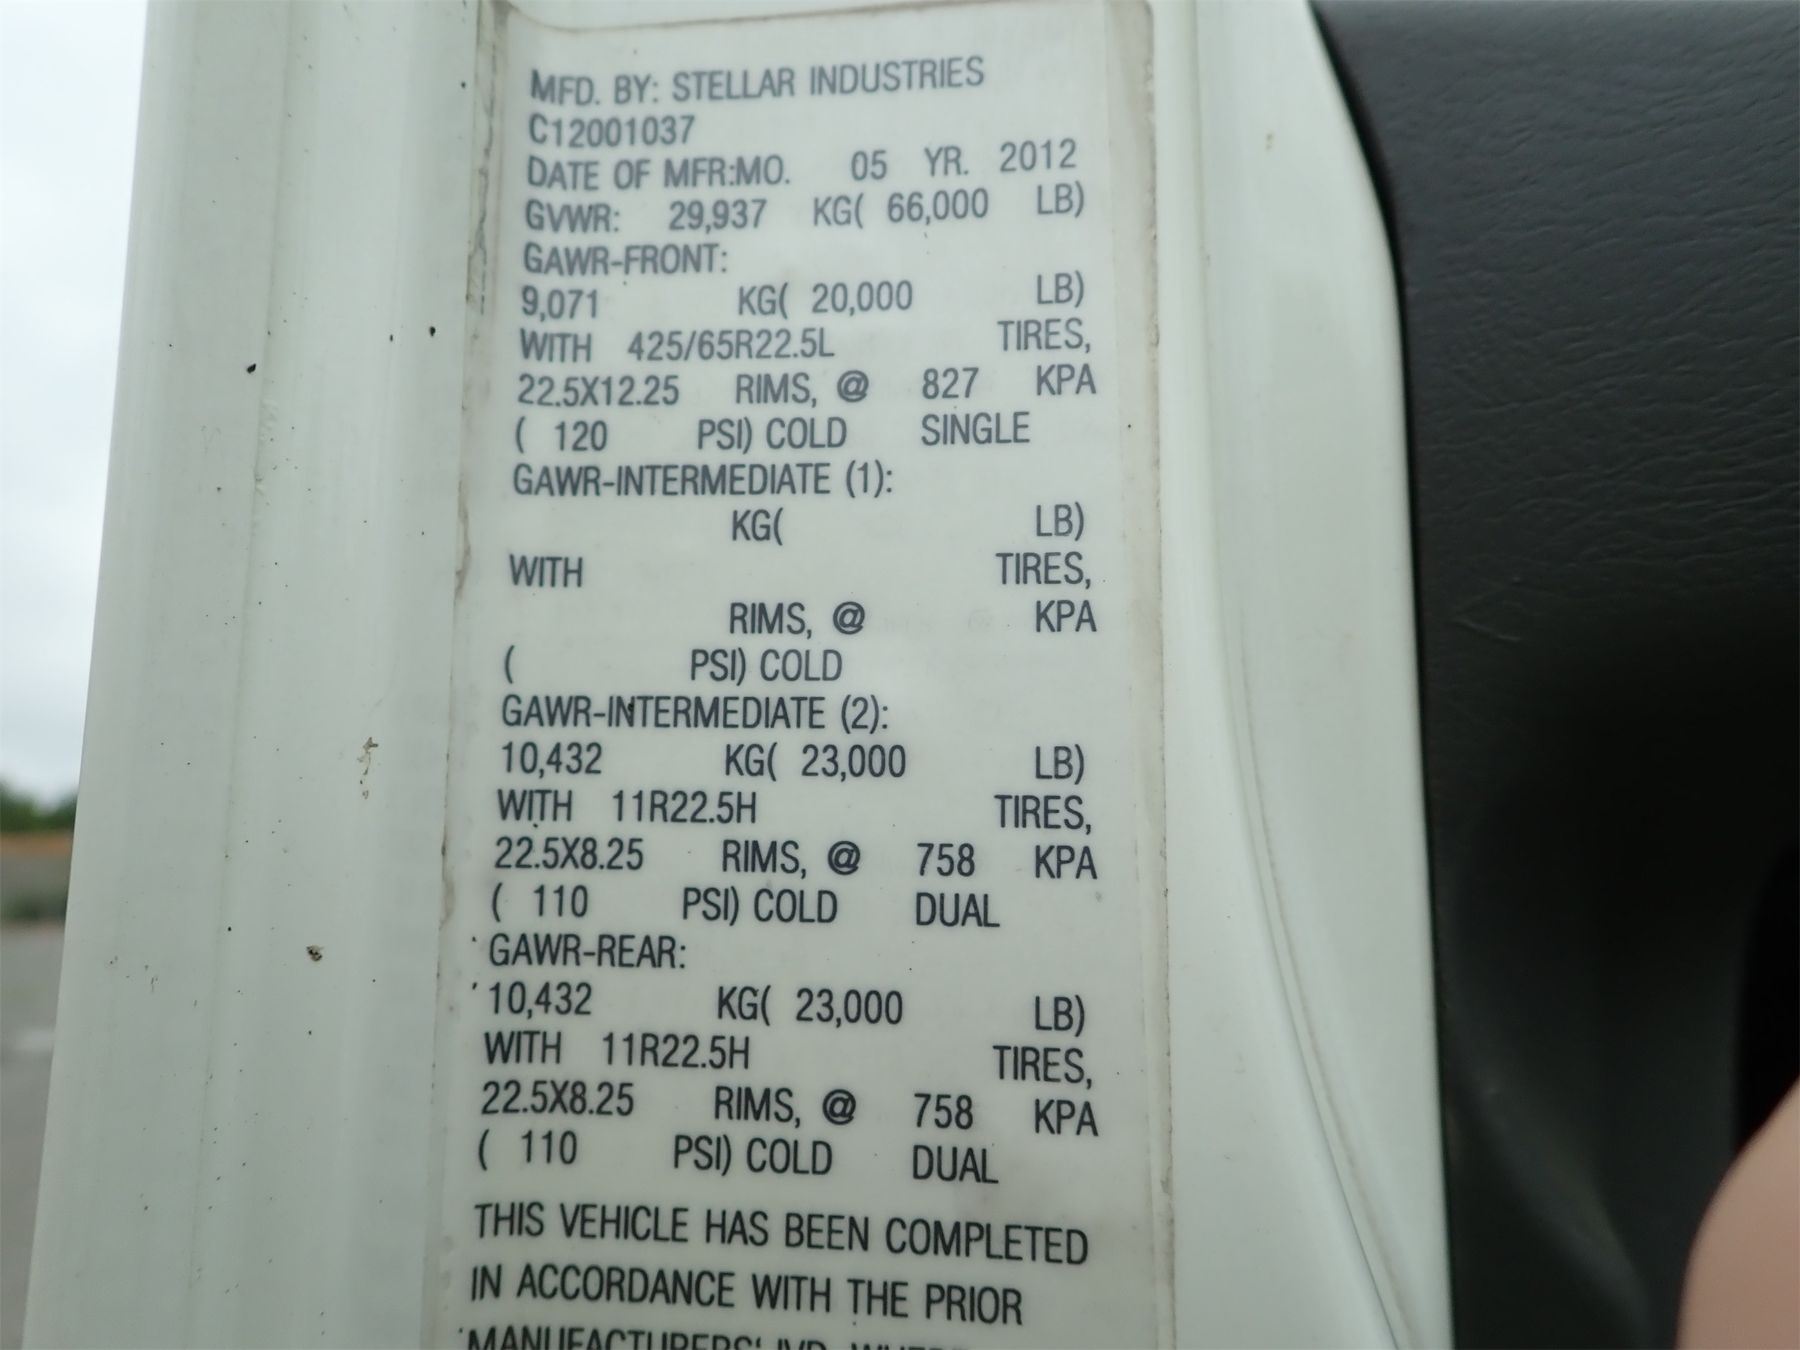 MFD. BY: STELLAR INDUSTRIES
C12001037
DATE OF MFR:MO. 05 YR. 2012
GVWR: 29,937 KG( 66,000 LB)
GAWR-FRONT:
9,071 KG( 20,000 LB)
WITH 425/65R22.5L TIRES,
22.5X12.25 RIMS, @ 827 KPA
( 120 PSI) COLD SINGLE
GAWR-INTERMEDIATE (1):
KG( LB)
WITH TIRES,
RIMS, @ KPA
( PSI) COLD
GAWR-INTERMEDIATE (2):
10,432 KG( 23,000 LB)
WITH 11R22.5H TIRES,
22.5X8.25 RIMS, @ 758 KPA
( 110 PSI) COLD DUAL
GAWR-REAR:
10,432 KG( 23,000 LB)
WITH 11R22.5H TIRES,
22.5X8.25 RIMS, @ 758 KPA
( 110 PSI) COLD DUAL
THIS VEHICLE HAS BEEN COMPLETED
IN ACCORDANCE WITH THE PRIOR
MANUFACTURERS' IVD, WHERE